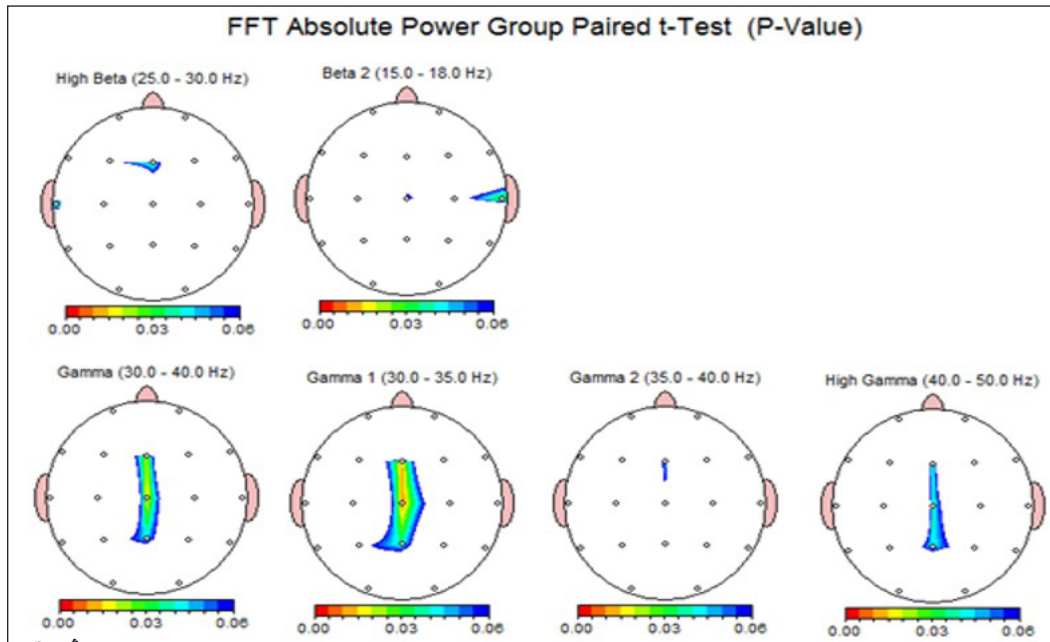 FFT Absolute Power Group Paired t-Test (P-Value)
High Beta (25.0 - 30.0 Hz)
Beta 2 (15.0 - 18.0 Hz)
0.00 0.03 0.06
0.00 0.03 0.06
Gamma (30.0 - 40.0 Hz)
Gamma 1 (30.0 - 35.0 Hz)
Gamma 2 (35.0 - 40.0 Hz)
High Gamma (40.0 - 50.0 Hz)
0.00 0.03 0.06
0.00 0.03 0.06
0.00 0.03 0.06
0.00 0.03 0.06